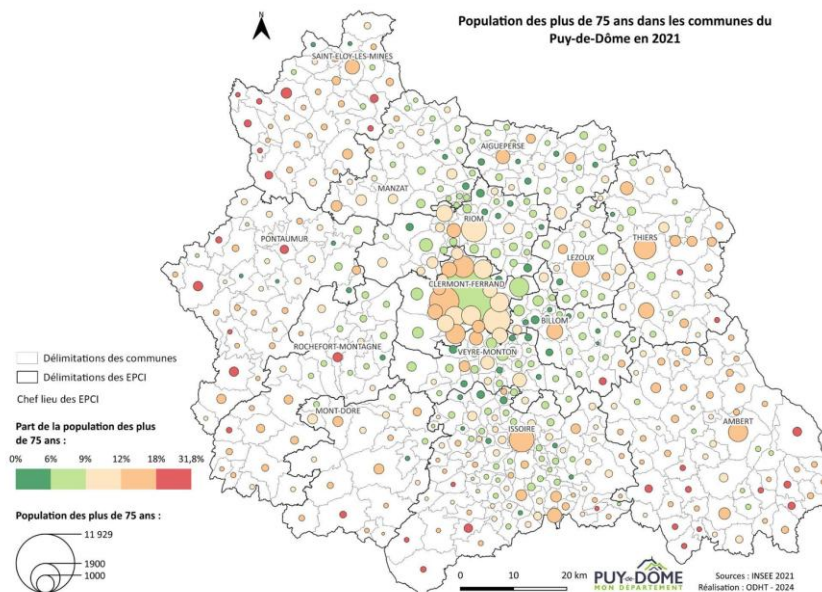 Population des plus de 75 ans dans les communes du
Puy-de-Dôme en 2021
SAINT-ELOY-LES-MINES
AIGUEPERSE
MANZAT
RIOM
PONTAUMUR
THIERS
LEZOUX
CLERMONT-FERRAND
BILLOM
ROCHEFORT-MONTAGNE
VEYRE-MONTON
MONT-DORE
ISSOIRE
AMBERT
Délimitations des communes
Délimitations des EPCI
Chef lieu des EPCI
Part de la population des plus
de 75 ans :
0% 6% 9% 12% 18% 31,8%
Population des plus de 75 ans :
11 929
1900
1000
0 10 20 km
PUY-de-DÔME
MON DÉPARTEMENT
Sources : INSEE 2021
Réalisation : ODHT - 2024